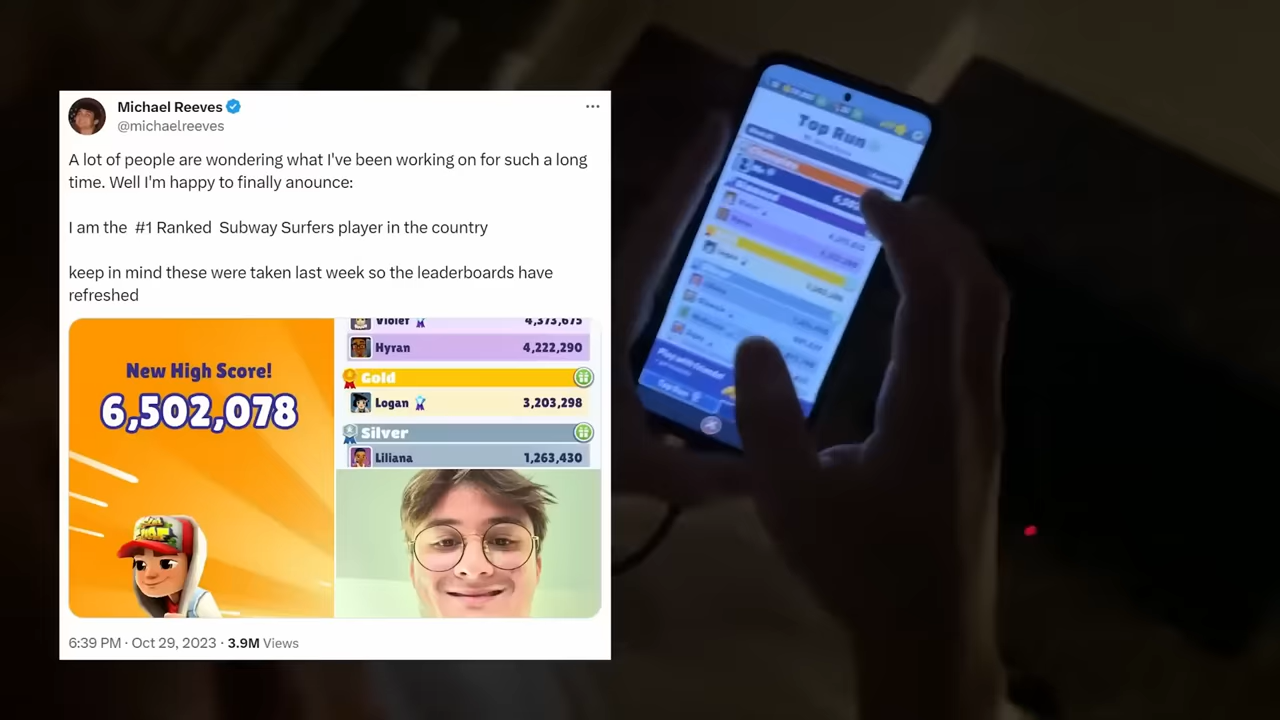 Michael Reeves
@michaelreeves
A lot of people are wondering what I've been working on for such a long
time. Well I'm happy to finally anounce:
I am the #1 Ranked Subway Surfers player in the country
keep in mind these were taken last week so the leaderboards have
refreshed
New High Score!
6,502,078
Violet 4,373,675
Hyran 4,222,290
Gold
Logan 3,203,298
Silver
Liliana 1,263,430
6:39 PM · Oct 29, 2023 · 3.9M Views
Top Run